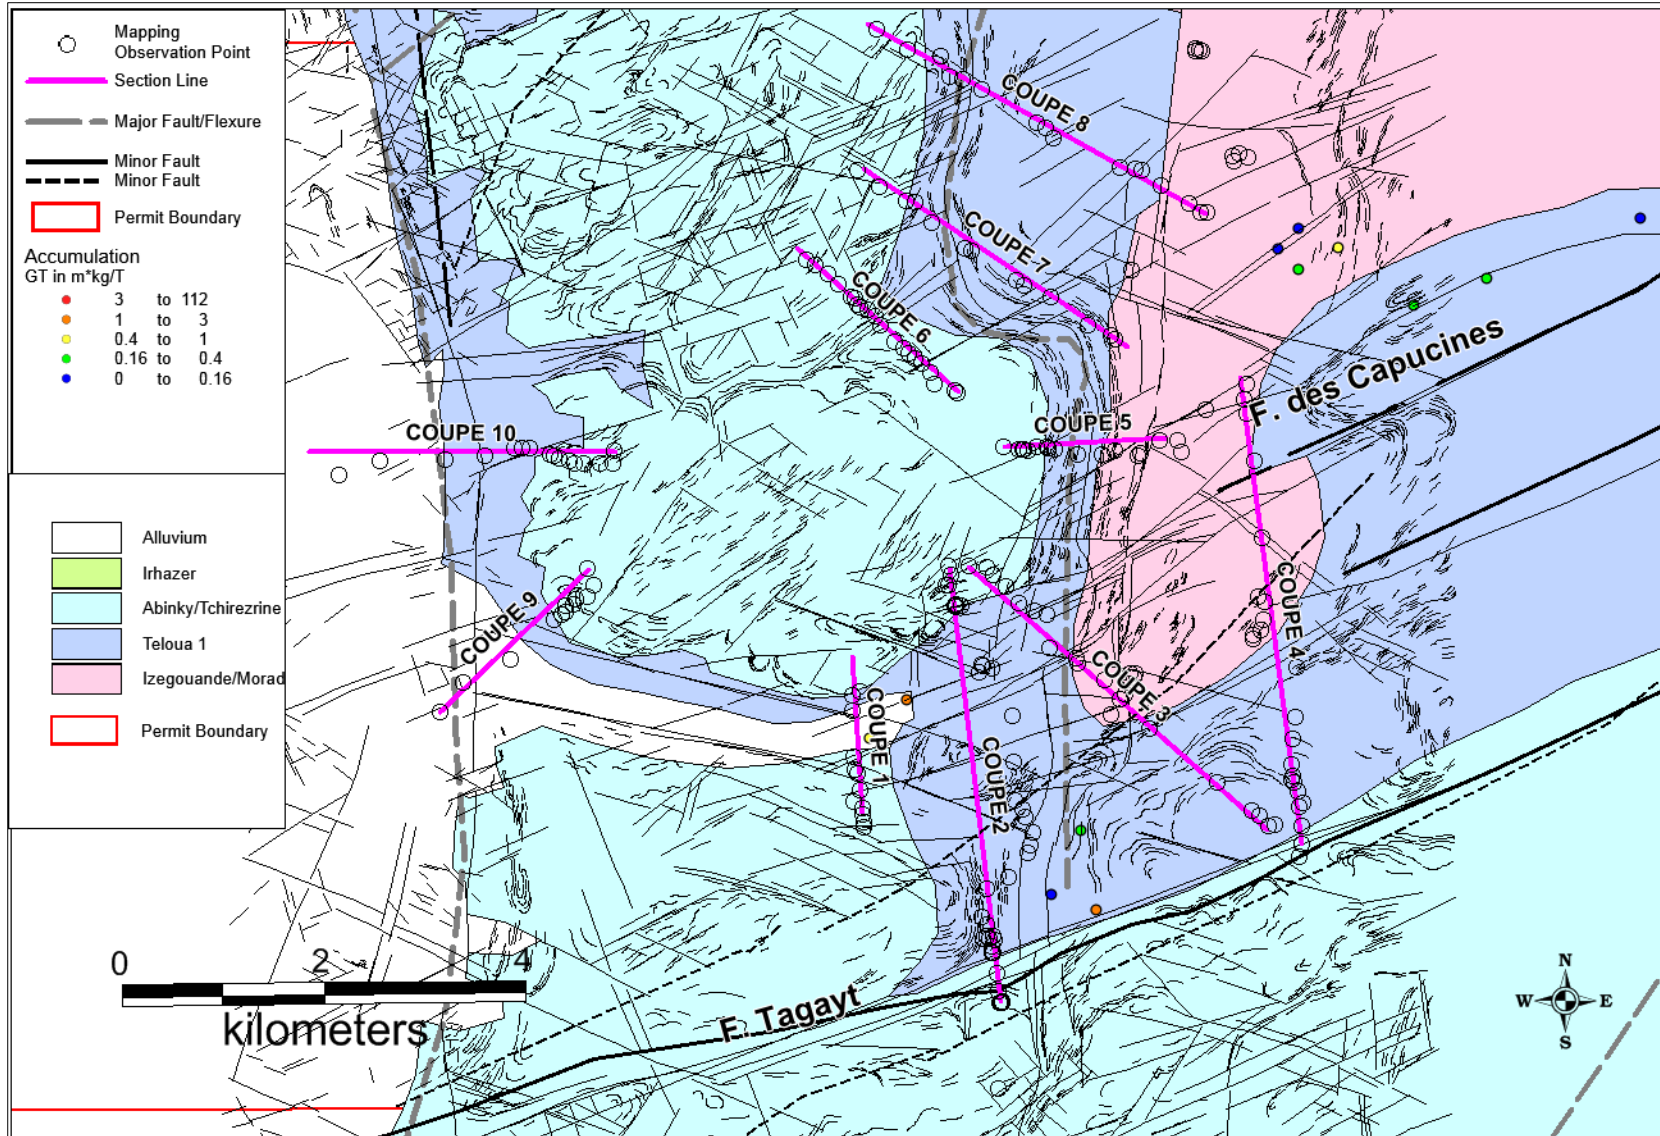 Mapping
Observation Point
Section Line
Major Fault/Flexure
Minor Fault
Minor Fault
Permit Boundary
Accumulation
GT in m*kg/T
3 to 112
1 to 3
0.4 to 1
0.16 to 0.4
0 to 0.16
Alluvium
Irhazer
Abinky/Tchirezrine
Teloua 1
Izegouande/Morad
Permit Boundary
COUPE 8
COUPE 7
COUPE 6
F. des Capucines
COUPE 5
COUPE 10
COUPE 9
COUPE 4
COUPE 3
COUPE 1
COUPE 2
F. Tagayt
0 2 4
kilometers
N
W E
S